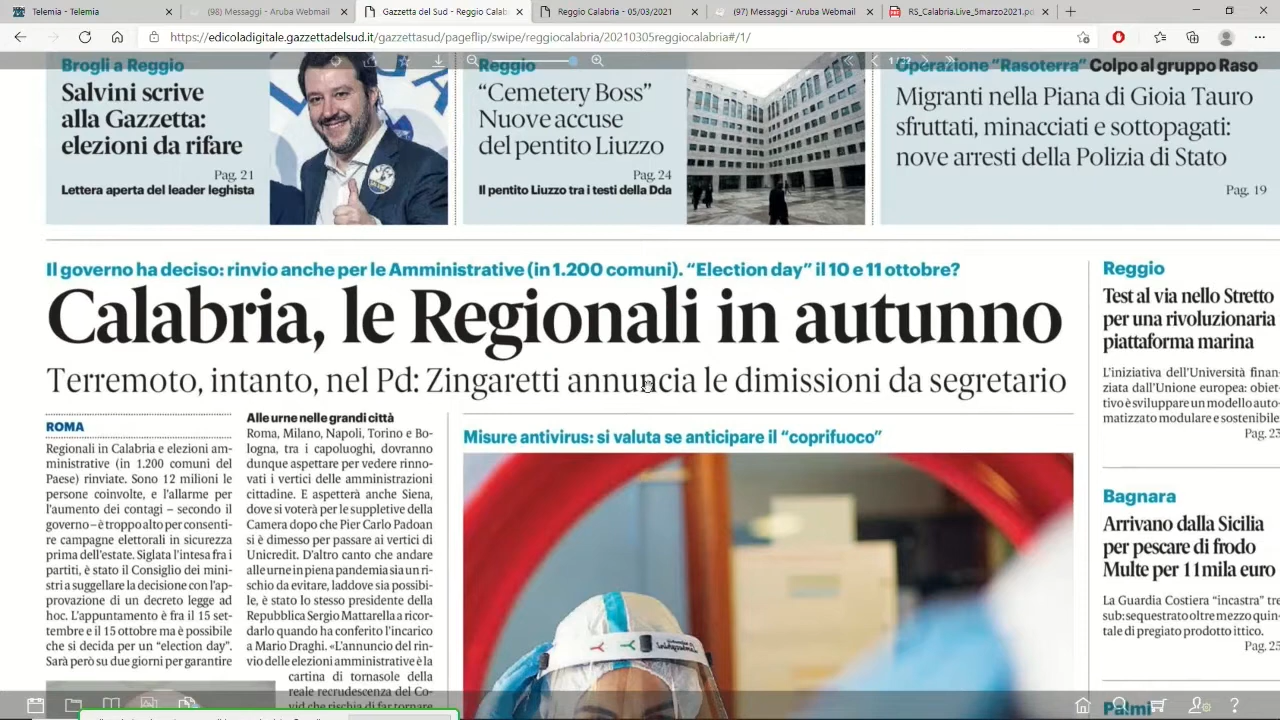 Telemia
(98) Messaggi - Aruba Webmail
Gazzetta del Sud - Reggio Calab
Reggio Calabria - 05/03/2021
(97) Messaggi - Aruba Webmail
RS_Calabria.Live_5marzo2021.pd
https://edicoladigitale.gazzettadelsud.it/gazzettasud/pageflip/swipe/reggiocalabria/20210305reggiocalabria#/1/
Brogli a Reggio
Salvini scrive
alla Gazzetta:
elezioni da rifare
Pag. 21
Lettera aperta del leader leghista
Reggio
“Cemetery Boss”
Nuove accuse
del pentito Liuzzo
Pag. 24
Il pentito Liuzzo tra i testi della Dda
Operazione “Rasoterra” Colpo al gruppo Raso
Migranti nella Piana di Gioia Tauro
sfruttati, minacciati e sottopagati:
nove arresti della Polizia di Stato
Pag. 19
Il governo ha deciso: rinvio anche per le Amministrative (in 1.200 comuni). “Election day” il 10 e 11 ottobre?
Calabria, le Regionali in autunno
Terremoto, intanto, nel Pd: Zingaretti annuncia le dimissioni da segretario
ROMA
Regionali in Calabria e elezioni am-
ministrative (in 1.200 comuni del
Paese) rinviate. Sono 12 milioni le
persone coinvolte, e l'allarme per
l'aumento dei contagi – secondo il
governo – è troppo alto per consenti-
re campagne elettorali in sicurezza
prima dell'estate. Siglata l'intesa fra i
partiti, è stato il Consiglio dei mini-
stri a suggellare la decisione con l'ap-
provazione di un decreto legge ad
hoc. L'appuntamento è fra il 15 set-
tembre e il 15 ottobre ma è possibile
che si decida per un “election day”.
Sarà però su due giorni per garantire
Alle urne nelle grandi città
Roma, Milano, Napoli, Torino e Bo-
logna, tra i capoluoghi, dovranno
dunque aspettare per vedere rinno-
vati i vertici delle amministrazioni
cittadine. E aspetterà anche Siena,
dove si voterà per le suppletive della
Camera dopo che Pier Carlo Padoan
si è dimesso per passare ai vertici di
Unicredit. D'altro canto che andare
alle urne in piena pandemia sia un ri-
schio da evitare, laddove sia possibi-
le, è stato lo stesso presidente della
Repubblica Sergio Mattarella a ricor-
darlo quando ha conferito l'incarico
a Mario Draghi. «L'annuncio del rin-
vio delle elezioni amministrative è la
cartina di tornasole della
reale recrudescenza del Co-
vid che rischia di far tornare
Misure antivirus: si valuta se anticipare il “coprifuoco”
Reggio
Test al via nello Stretto
per una rivoluzionaria
piattaforma marina
L'iniziativa dell'Università finan-
ziata dall'Unione europea: obiet-
tivo è sviluppare un modello auto-
matizzato modulare e sostenibile
Pag. 23
Bagnara
Arrivano dalla Sicilia
per pescare di frodo
Multe per 11mila euro
La Guardia Costiera “incastra” tre
sub: sequestrato oltre mezzo quin-
tale di pregiato prodotto ittico.
Pag. 25
Palmi